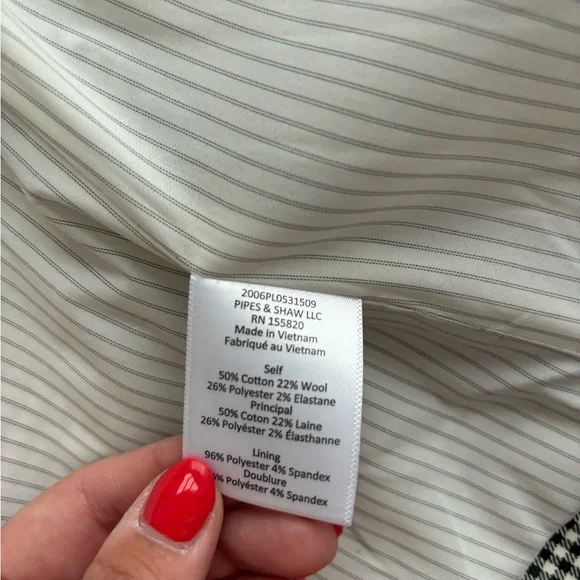 2006PL0531509
PIPES & SHAW LLC
RN 155820
Made in Vietnam
Fabriqué au Vietnam
Self
50% Cotton 22% Wool
26% Polyester 2% Elastane
Principal
50% Coton 22% Laine
26% Polyéster 2% Élasthanne
Lining
96% Polyester 4% Spandex
Doublure
Polyester 4% Spandex